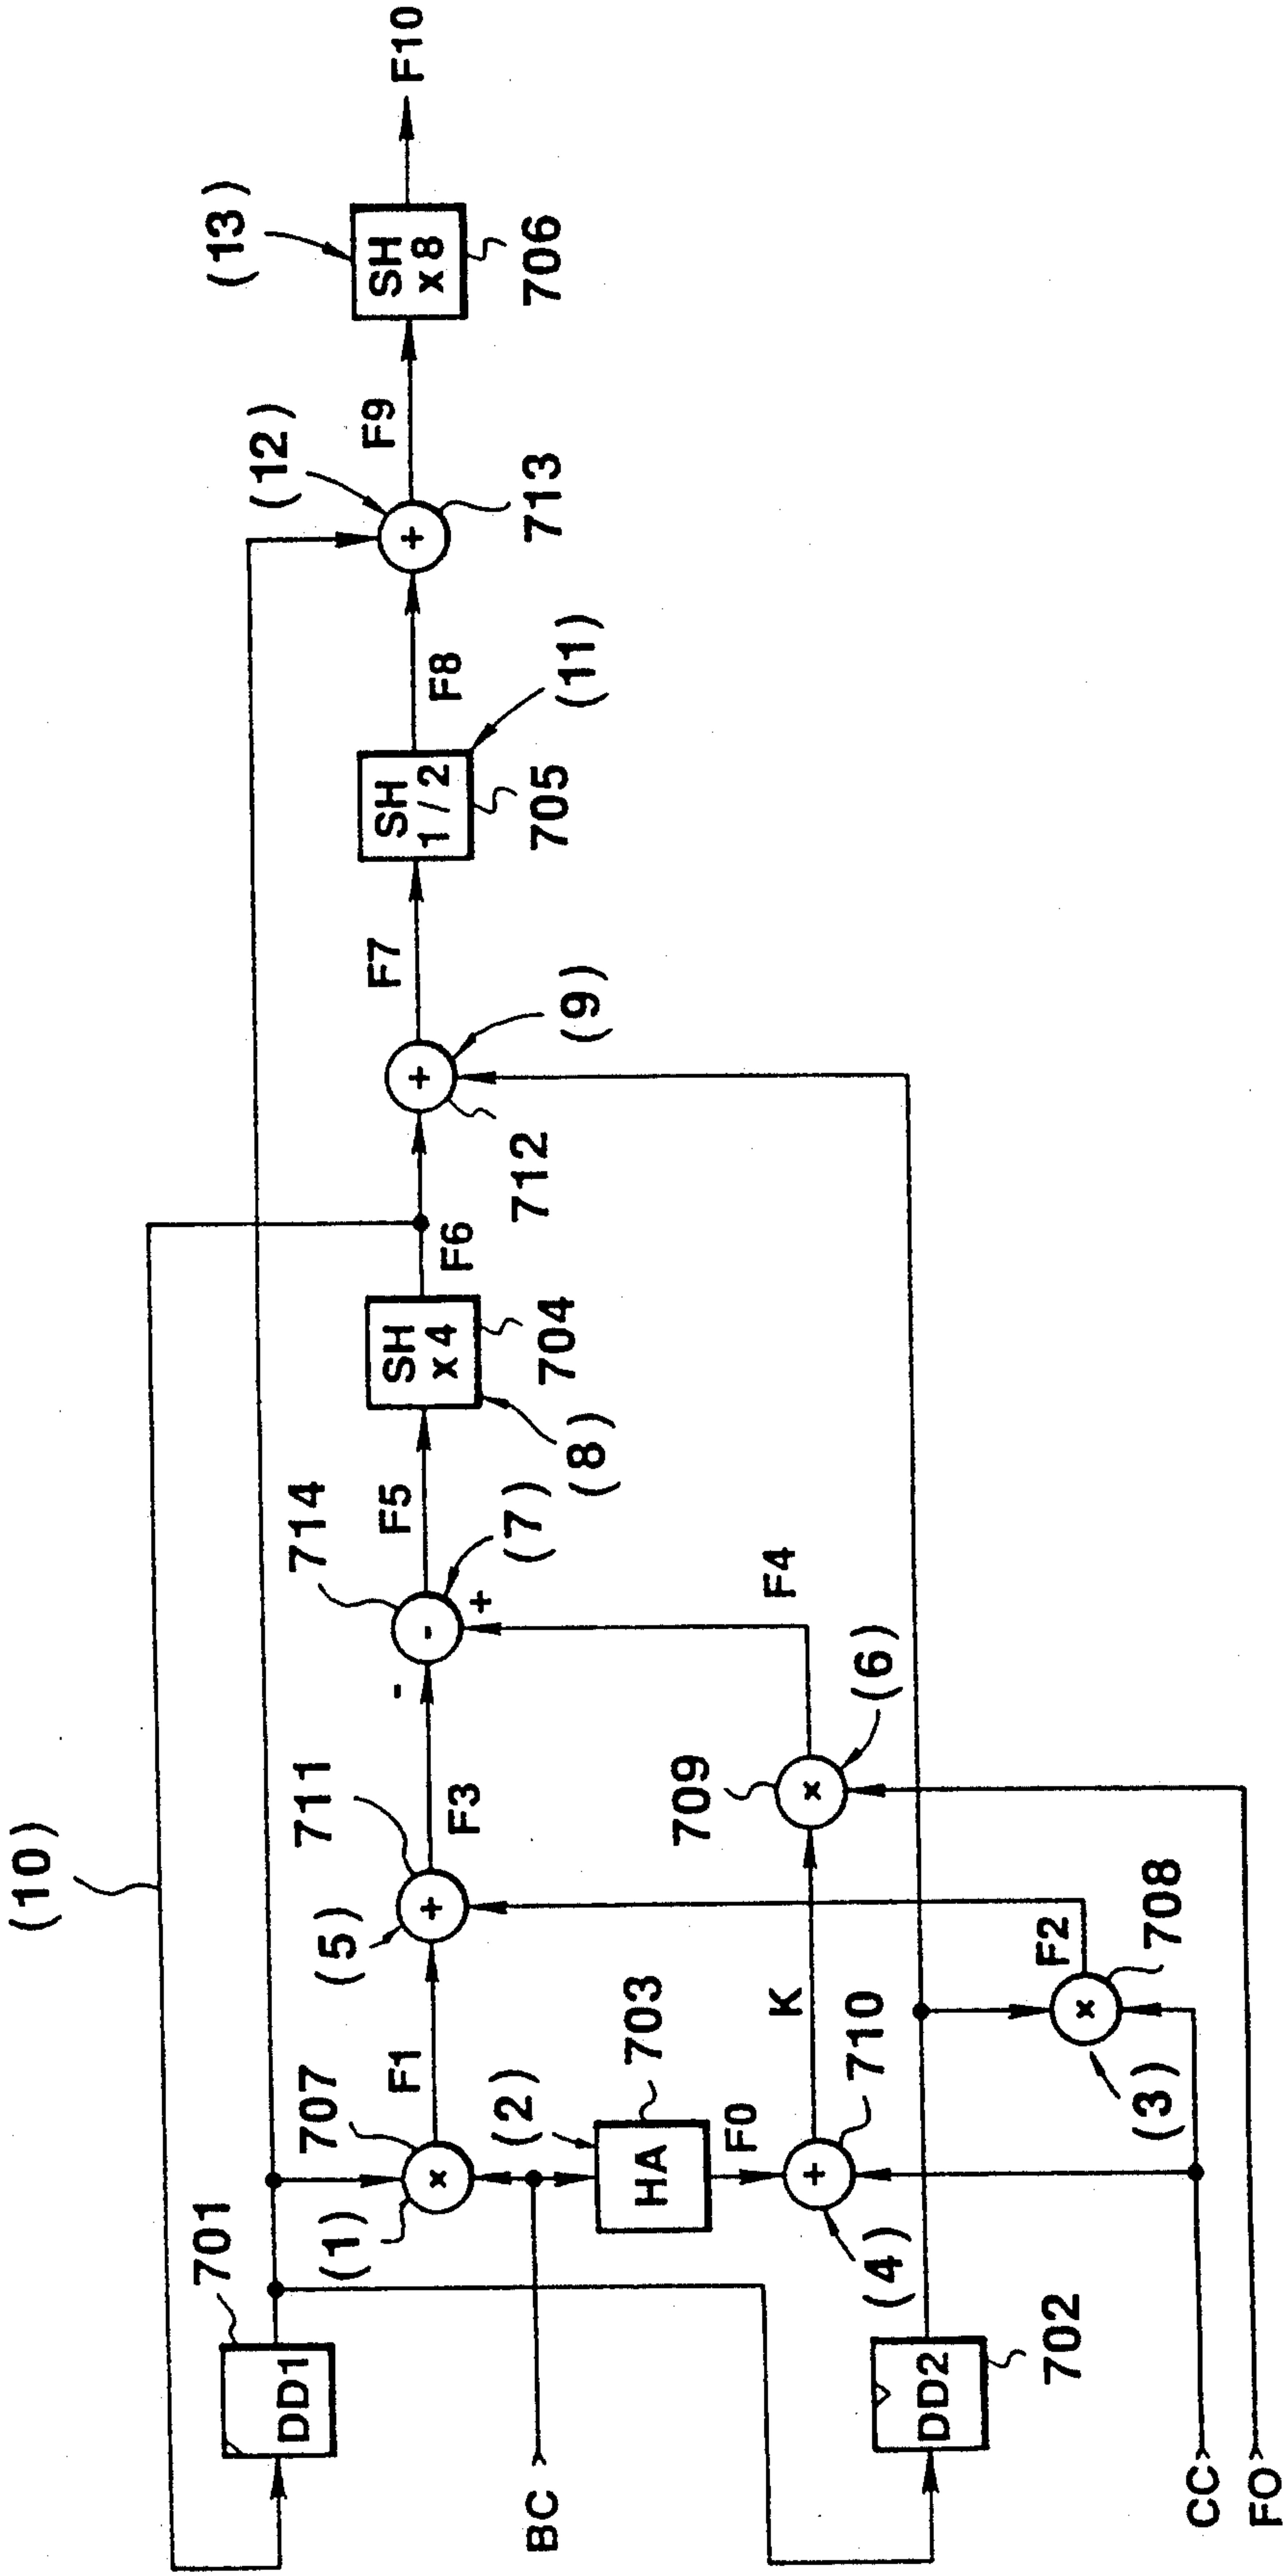 (10)
701
DD1
(1)
707
F1
(5)
711
F3
-
714
-
+
F5
(7)
SH
x4
704
(8)
F6
+
712
(9)
F7
SH
1/2
705
(11)
F8
+
713
(12)
F9
SH
x8
706
(13)
F10
x
+
BC
(2)
HA
703
F0
+
(4)
710
K
709
x
(6)
F4
DD2
702
(3)
x
708
F2
CC
FO